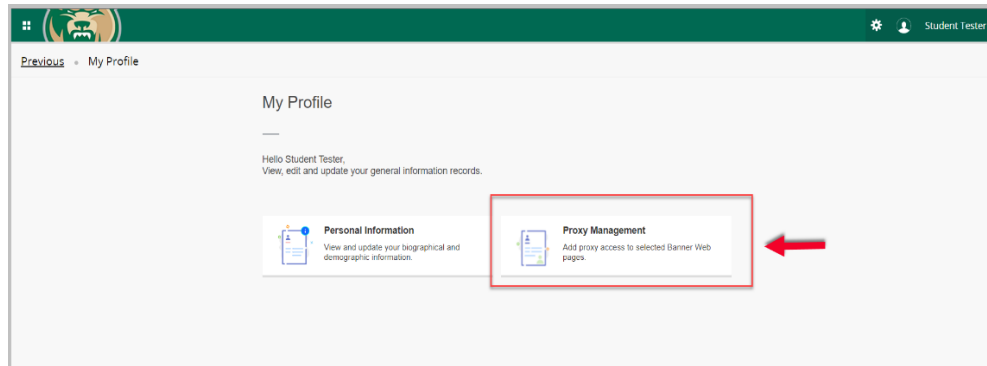 Student Tester
Previous • My Profile
My Profile
Hello Student Tester,
View, edit and update your general information records.
Personal Information
View and update your biographical and
demographic information.
Proxy Management
Add proxy access to selected Banner Web
pages.